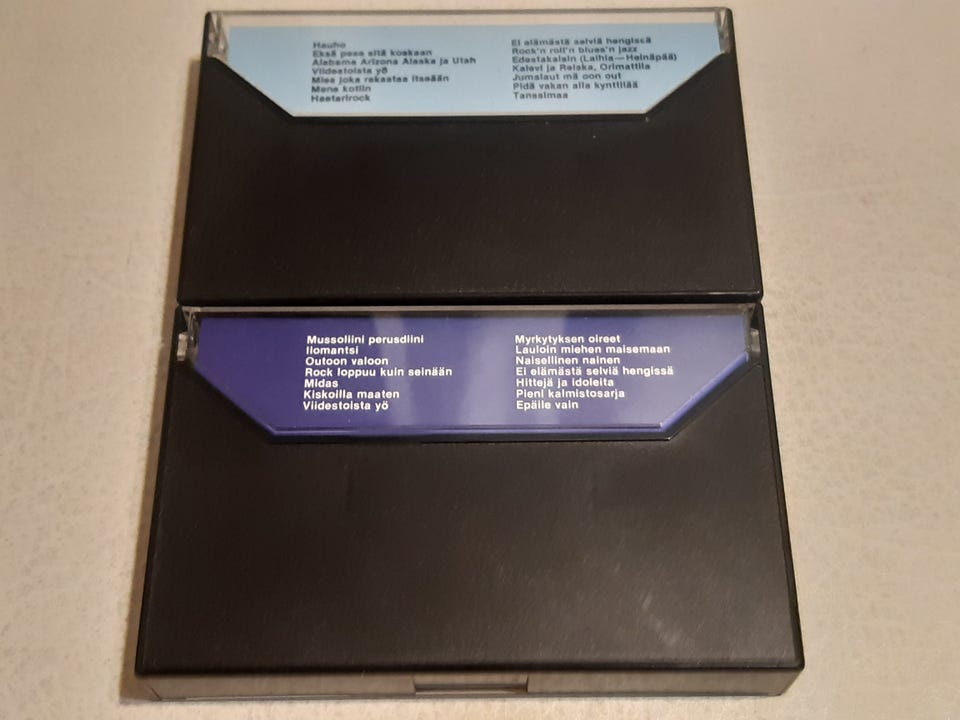 Hauho
Eksä pese sitä koskaan
Alabama Arizona Alaska ja Utah
Viidestoista yö
Mies joka rakastaa itseään
Mene kotiin
Haetarirock
Ei elämästä selviä hengissä
Rock'n roll'n blues'n jazz
Edestakaisin (Laihia—Heinäpää)
Kalevi ja Reiska, Orimattila
Jumalaut mä oon out
Pidä vakan alla kynttilää
Tanssimaa
Mussoliini perusdiini
Ilomantsi
Outoon valoon
Rock loppuu kuin seinään
Midas
Kiskoilla maaten
Viidestoista yö
Myrkytyksen oireet
Lauloin miehen maisemaan
Naisellinen nainen
Ei elämästä selviä hengissä
Hittejä ja idoleita
Pieni kalmistosarja
Epäile vain